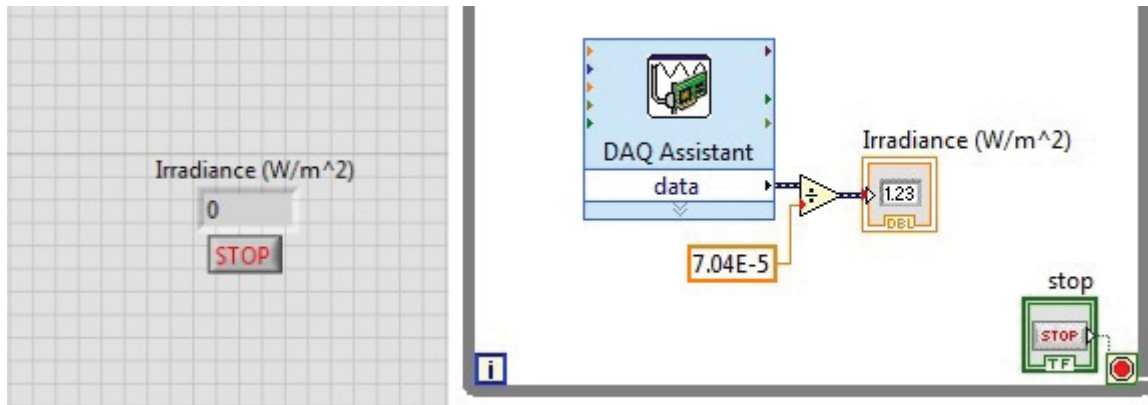 Irradiance (W/m^2)
0
STOP
DAQ Assistant
data
7.04E-5
÷
Irradiance (W/m^2)
1.23
DBL
stop
STOP
TF
i